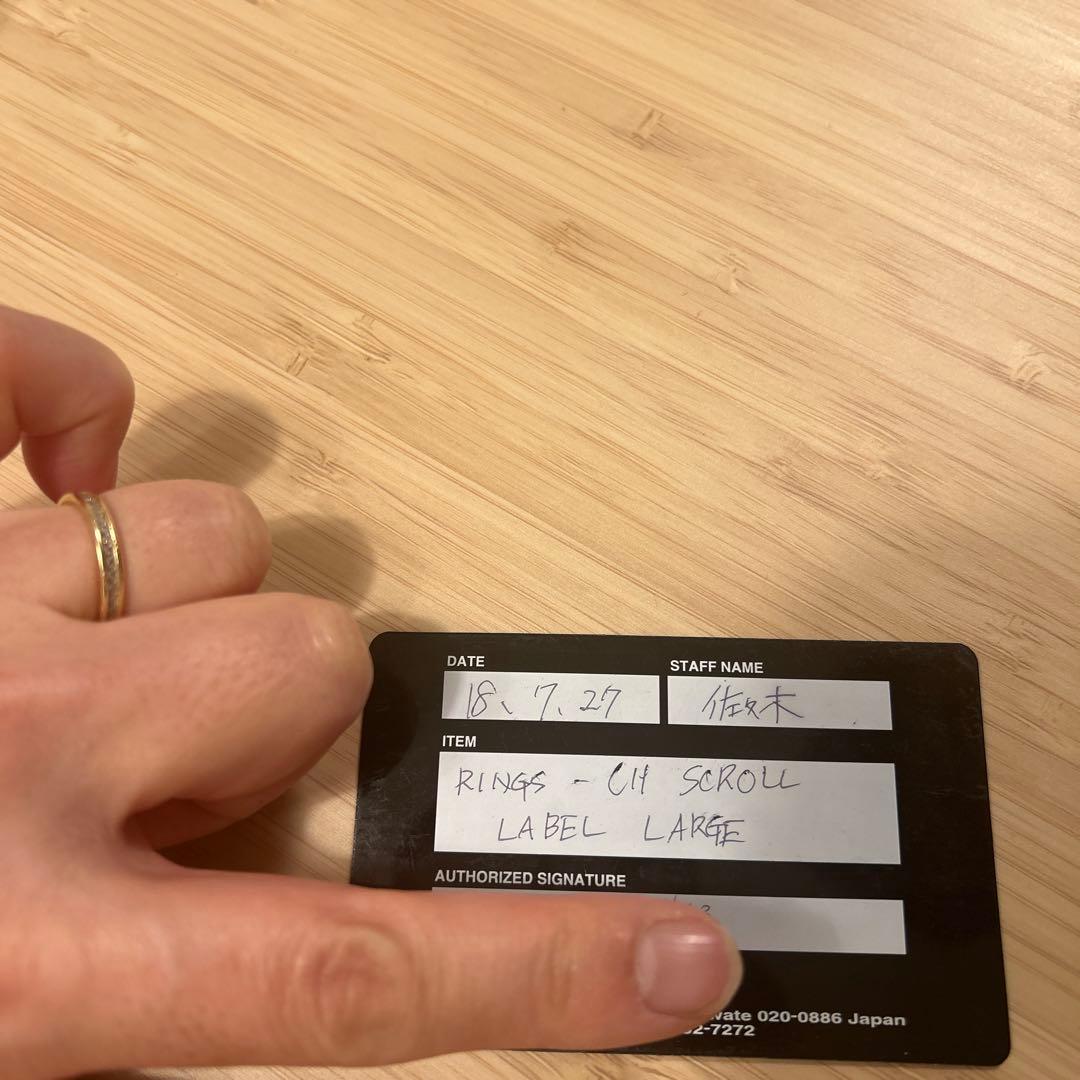 DATE
STAFF NAME
18、7、27
佐々木
ITEM
RINGS - CH SCROLL
LABEL LARGE
AUTHORIZED SIGNATURE
020-0886 Japan
2-7272